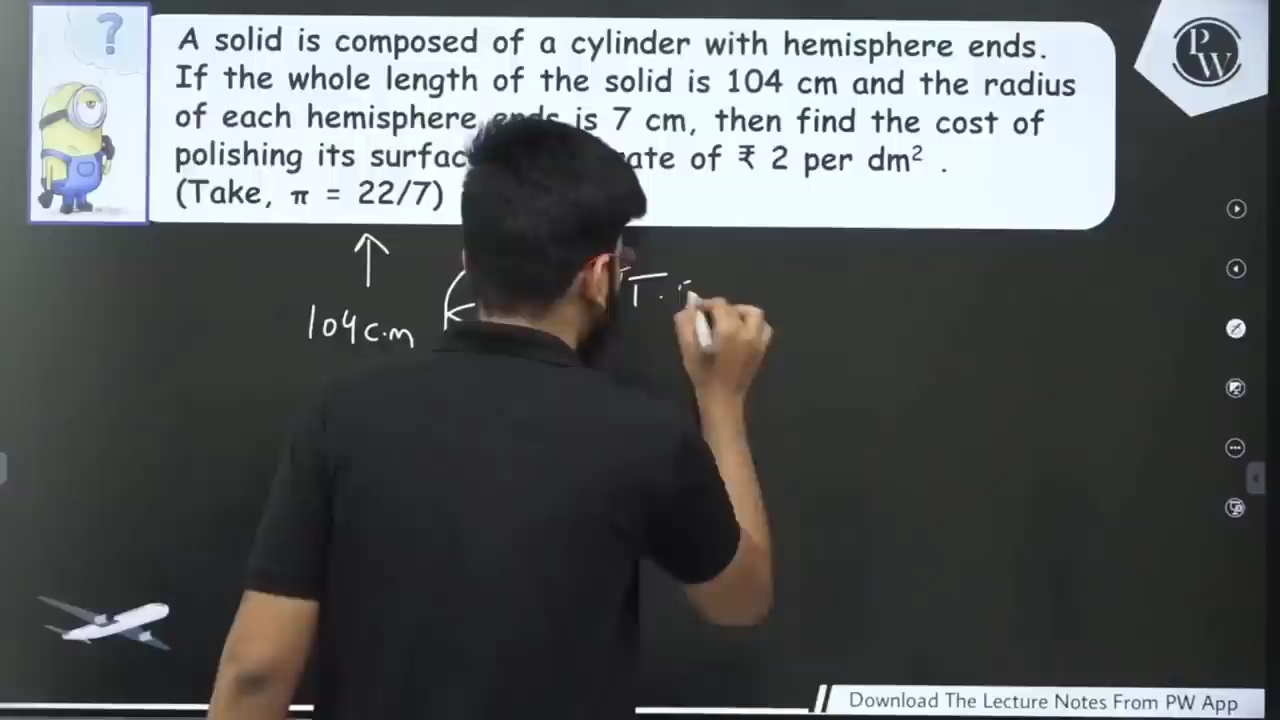 ?
A solid is composed of a cylinder with hemisphere ends.
If the whole length of the solid is 104 cm and the radius
of each hemisphere ends is 7 cm, then find the cost of
polishing its surfac ate of ₹ 2 per dm².
(Take, π = 22/7)
104 c.m
T.
PW
Download The Lecture Notes From PW App